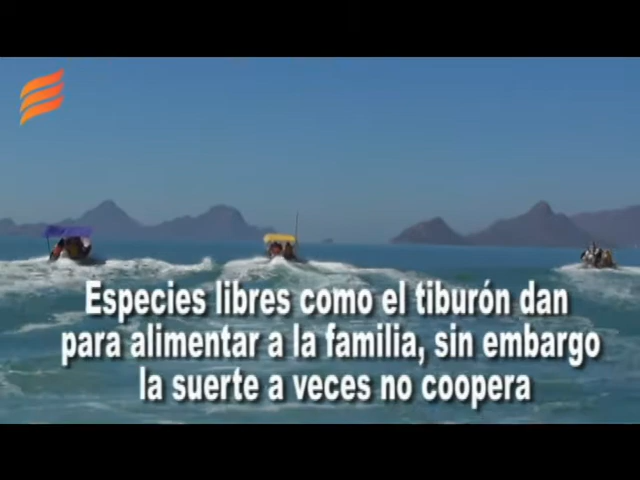 Especies libres como el tiburón dan
para alimentar a la familia, sin embargo
la suerte a veces no coopera